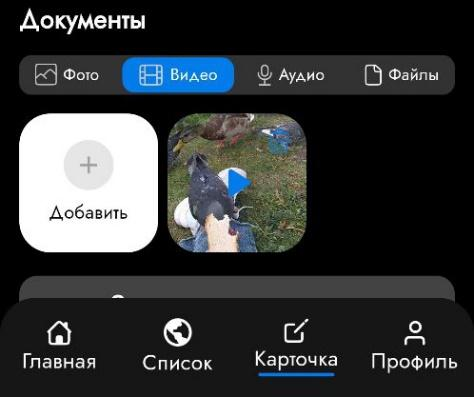 Документы
Фото Видео Аудио Файлы
Добавить
Главная Список Карточка Профиль